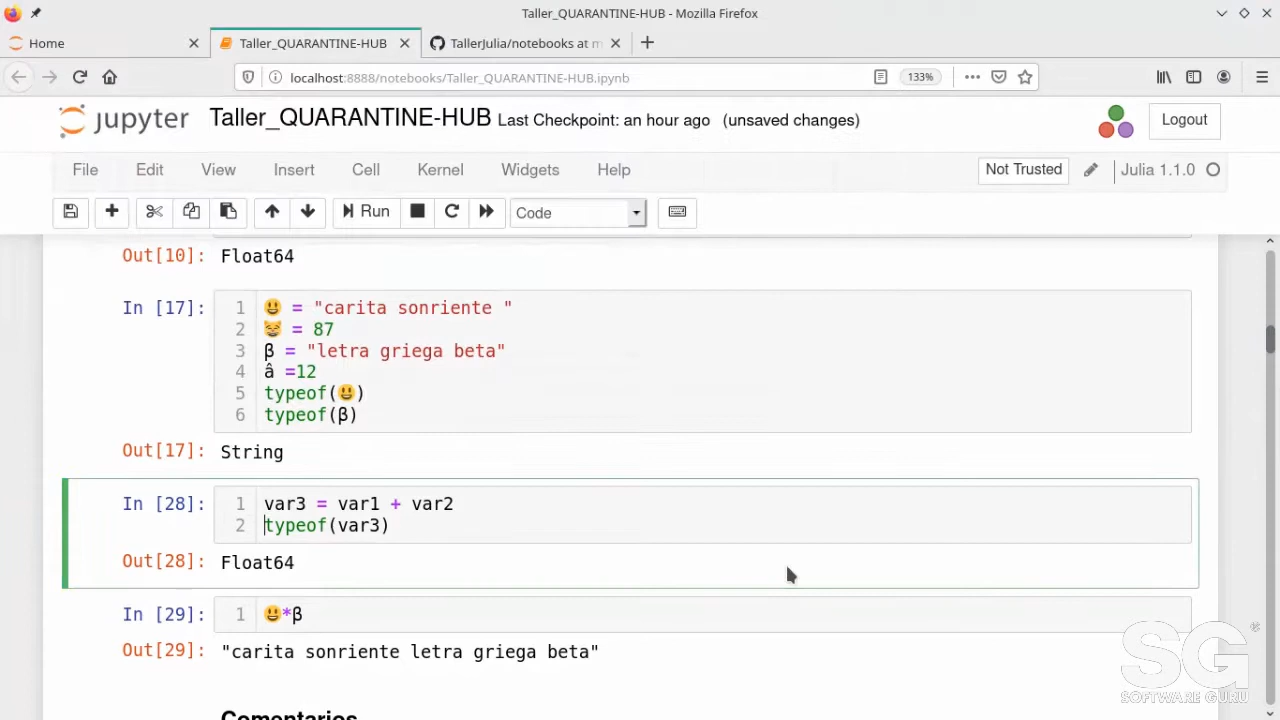 Taller_QUARANTINE-HUB - Mozilla Firefox
Home
Taller_QUARANTINE-HUB
TallerJulia/notebooks at m
localhost:8888/notebooks/Taller_QUARANTINE-HUB.ipynb
133%
jupyter Taller_QUARANTINE-HUB Last Checkpoint: an hour ago (unsaved changes)
Logout
File Edit View Insert Cell Kernel Widgets Help
Not Trusted
Julia 1.1.0
Run
Code
Out[10]: Float64
In [17]: 1 😃 = "carita sonriente "
2 😸 = 87
3 β = "letra griega beta"
4 â =12
5 typeof(😃)
6 typeof(β)
Out[17]: String
In [28]: 1 var3 = var1 + var2
2 typeof(var3)
Out[28]: Float64
In [29]: 1 😃*β
Out[29]: "carita sonriente letra griega beta"
Comentarios
SG
SOFTWARE GURU